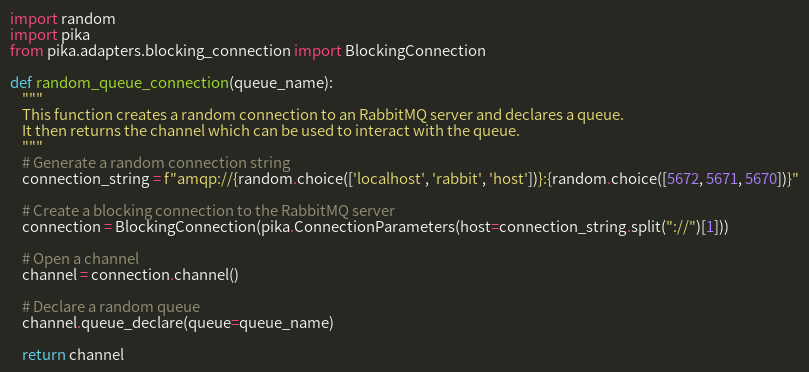 import random
import pika
from pika.adapters.blocking_connection import BlockingConnection

def random_queue_connection(queue_name):
    """
    This function creates a random connection to an RabbitMQ server and declares a queue.
    It then returns the channel which can be used to interact with the queue.
    """
    # Generate a random connection string
    connection_string = f"amqp://{random.choice(['localhost', 'rabbit', 'host'])}:{random.choice([5672, 5671, 5670])}"

    # Create a blocking connection to the RabbitMQ server
    connection = BlockingConnection(pika.ConnectionParameters(host=connection_string.split("://")[1]))

    # Open a channel
    channel = connection.channel()

    # Declare a random queue
    channel.queue_declare(queue=queue_name)

    return channel